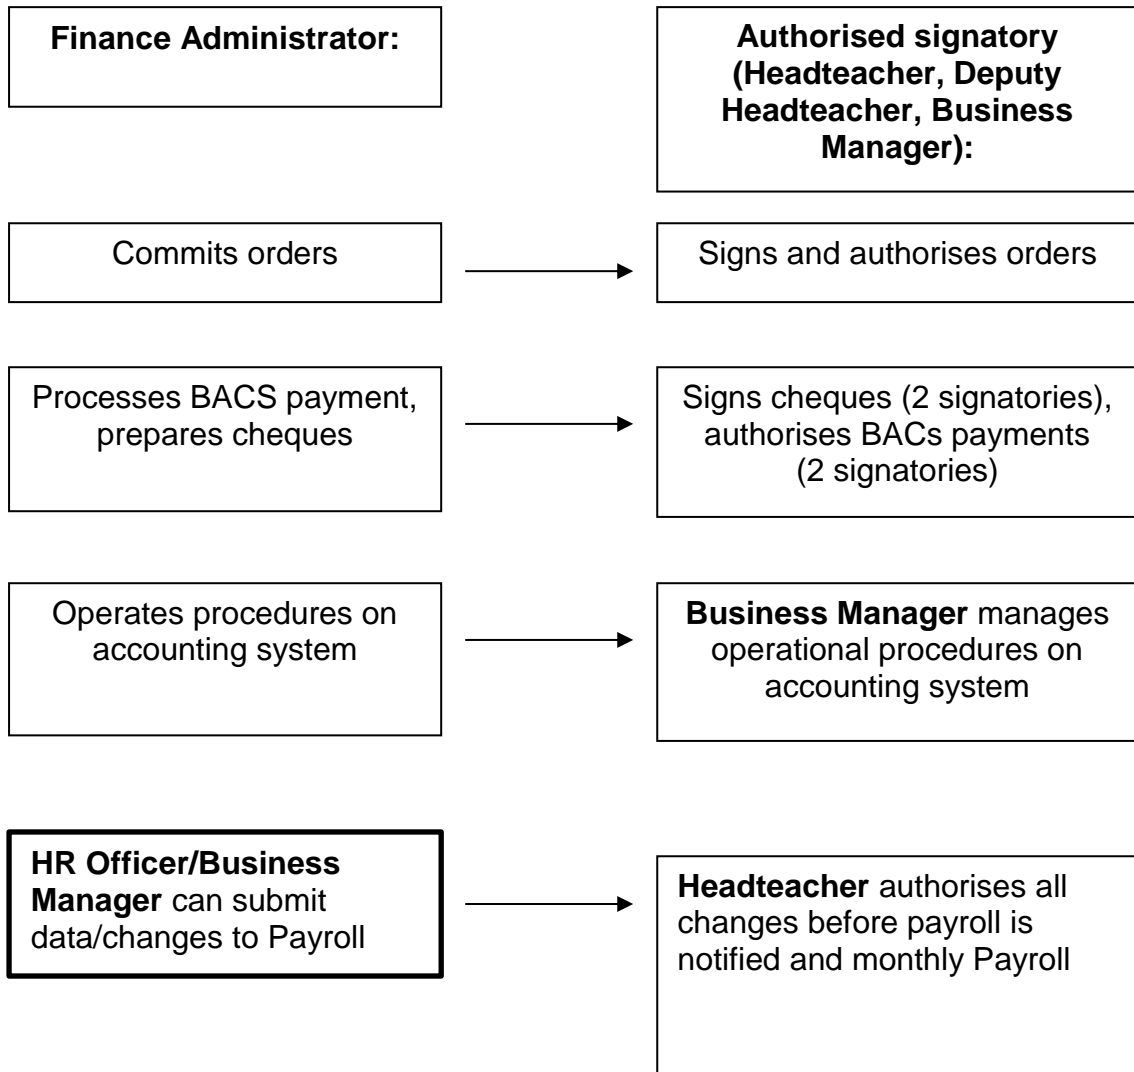 Finance Administrator:
Authorised signatory
(Headteacher, Deputy
Headteacher, Business
Manager):
Commits orders
Signs and authorises orders
Processes BACS payment,
prepares cheques
Signs cheques (2 signatories),
authorises BACs payments
(2 signatories)
Operates procedures on
accounting system
Business Manager manages
operational procedures on
accounting system
HR Officer/Business
Manager can submit
data/changes to Payroll
Headteacher authorises all
changes before payroll is
notified and monthly Payroll